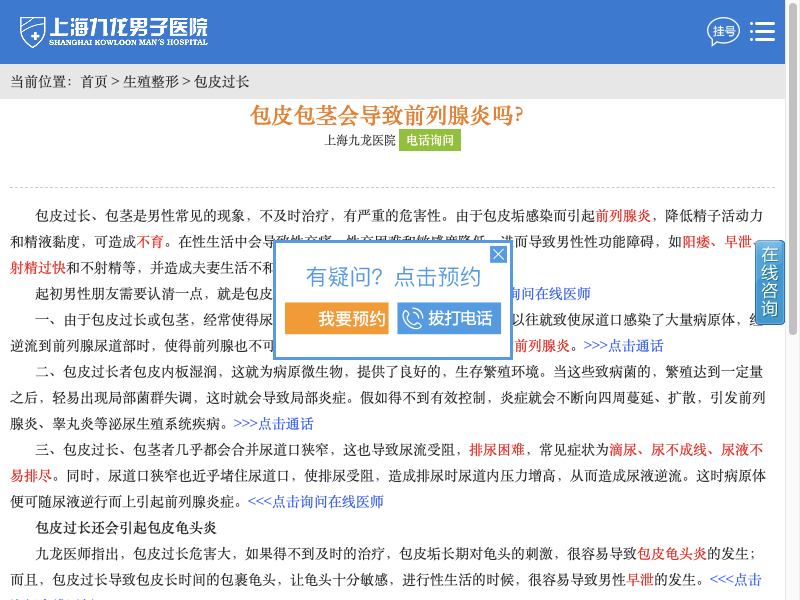 上海九龙男子医院
SHANGHAI KOWLOON MAN'S HOSPITAL
挂号
当前位置：首页 > 生殖整形 > 包皮过长
包皮包茎会导致前列腺炎吗?
上海九龙医院 电话询问
包皮过长、包茎是男性常见的现象，不及时治疗，有严重的危害性。由于包皮垢感染而引起前列腺炎，降低精子活动力
和精液黏度，可造成不育。在性生活中会导致性交痛、性交困难和敏感度降低，进而导致男性性功能障碍，如阳痿、早泄、
射精过快和不射精等，并造成夫妻生活不和
起初男性朋友需要认清一点，就是包皮
询问在线医师
一、由于包皮过长或包茎，经常使得尿
以往就致使尿道口感染了大量病原体，经
逆流到前列腺尿道部时，使得前列腺也不可
前列腺炎。>>>点击通话
有疑问？点击预约
我要预约
拔打电话
在线咨询
二、包皮过长者包皮内板湿润，这就为病原微生物，提供了良好的，生存繁殖环境。当这些致病菌的，繁殖达到一定量
之后，轻易出现局部菌群失调，这时就会导致局部炎症。假如得不到有效控制，炎症就会不断向四周蔓延、扩散，引发前列
腺炎、睾丸炎等泌尿生殖系统疾病。>>>点击通话
三、包皮过长、包茎者几乎都会合并尿道口狭窄，这也导致尿流受阻，排尿困难，常见症状为滴尿、尿不成线、尿液不
易排尽。同时，尿道口狭窄也近乎堵住尿道口，使排尿受阻，造成排尿时尿道内压力增高，从而造成尿液逆流。这时病原体
便可随尿液逆行而上引起前列腺炎症。<<<点击询问在线医师
包皮过长还会引起包皮龟头炎
九龙医师指出，包皮过长危害大，如果得不到及时的治疗，包皮垢长期对龟头的刺激，很容易导致包皮龟头炎的发生；
而且，包皮过长导致包皮长时间的包裹龟头，让龟头十分敏感，进行性生活的时候，很容易导致男性早泄的发生。<<<点击